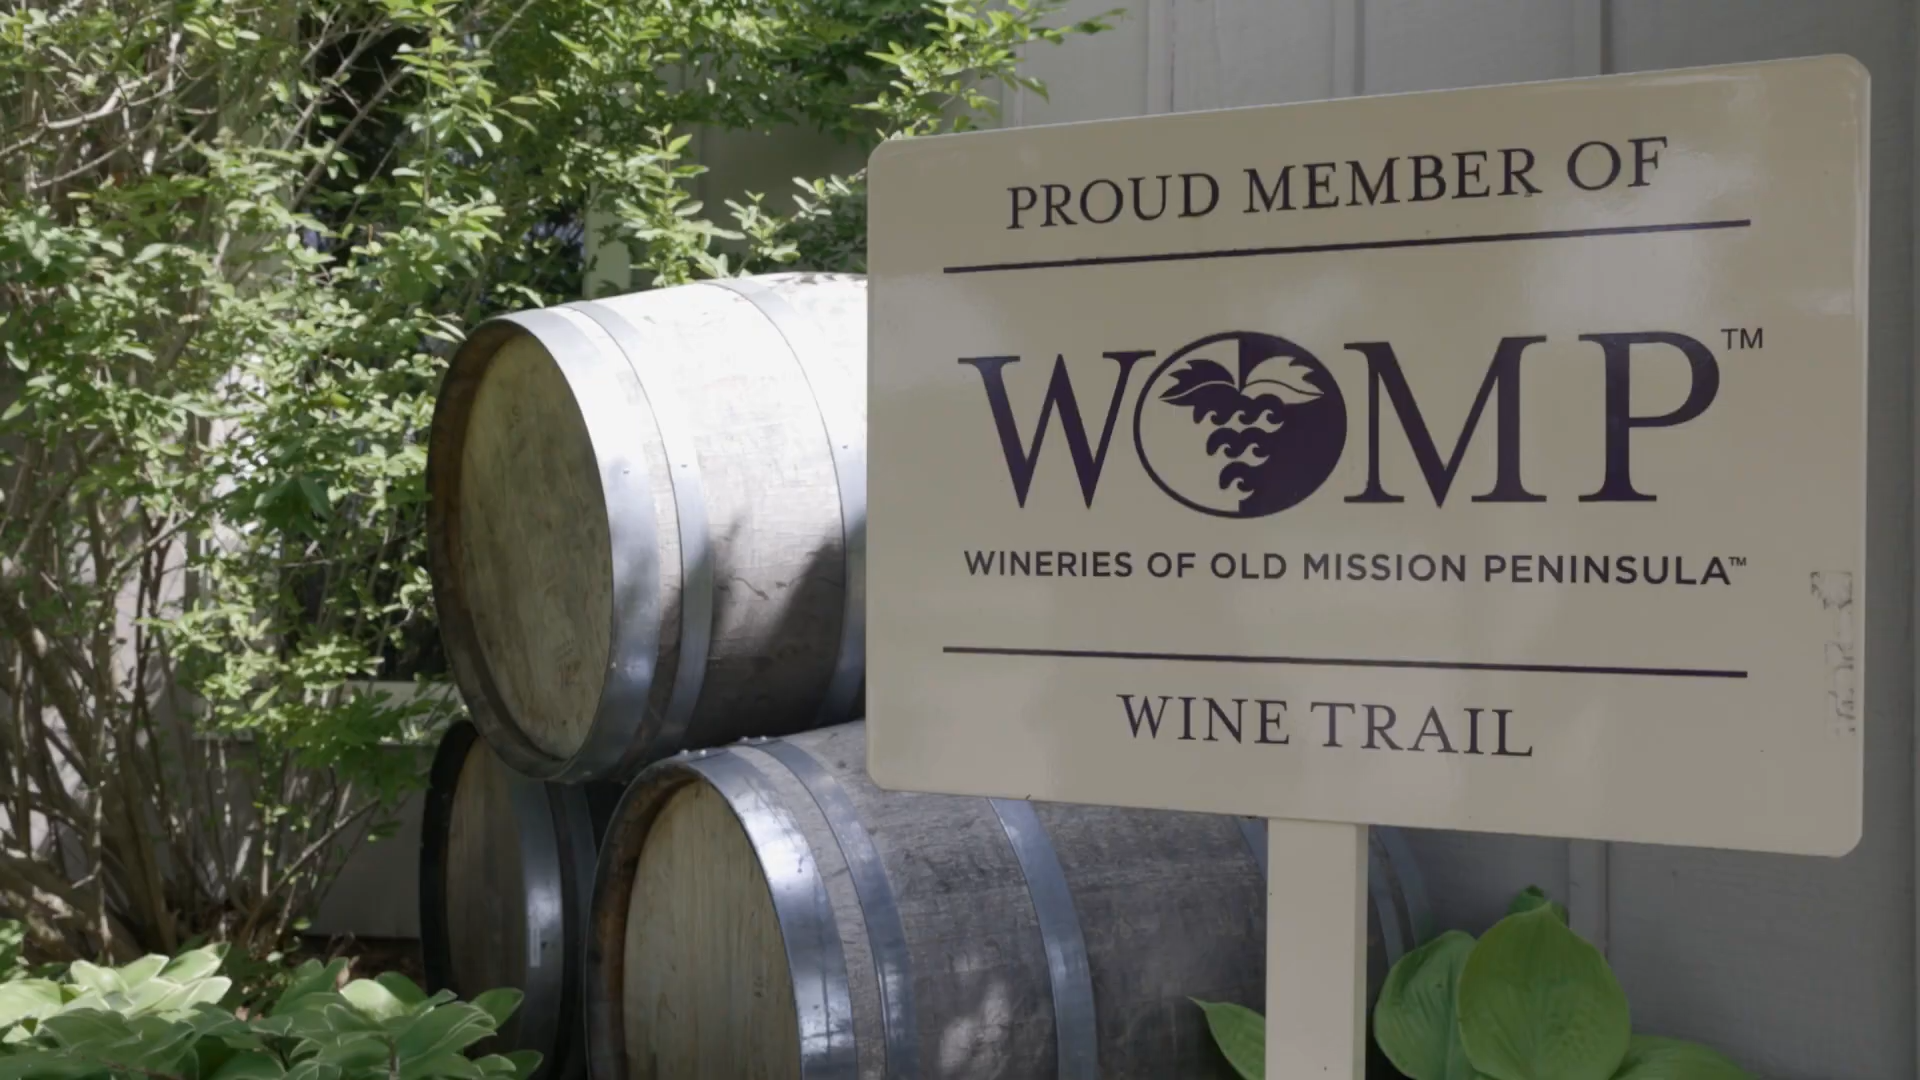 PROUD MEMBER OF
WOMP™
WINERIES OF OLD MISSION PENINSULA™
WINE TRAIL